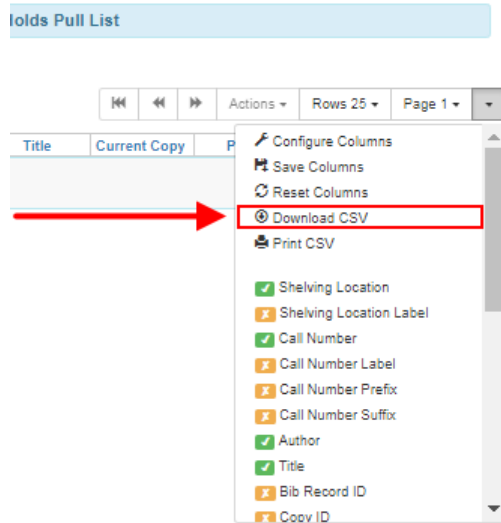 Holds Pull List
Actions Rows 25 Page 1
Title Current Copy P
Configure Columns
Save Columns
Reset Columns
Download CSV
Print CSV
Shelving Location
Shelving Location Label
Call Number
Call Number Label
Call Number Prefix
Call Number Suffix
Author
Title
Bib Record ID
Copy ID